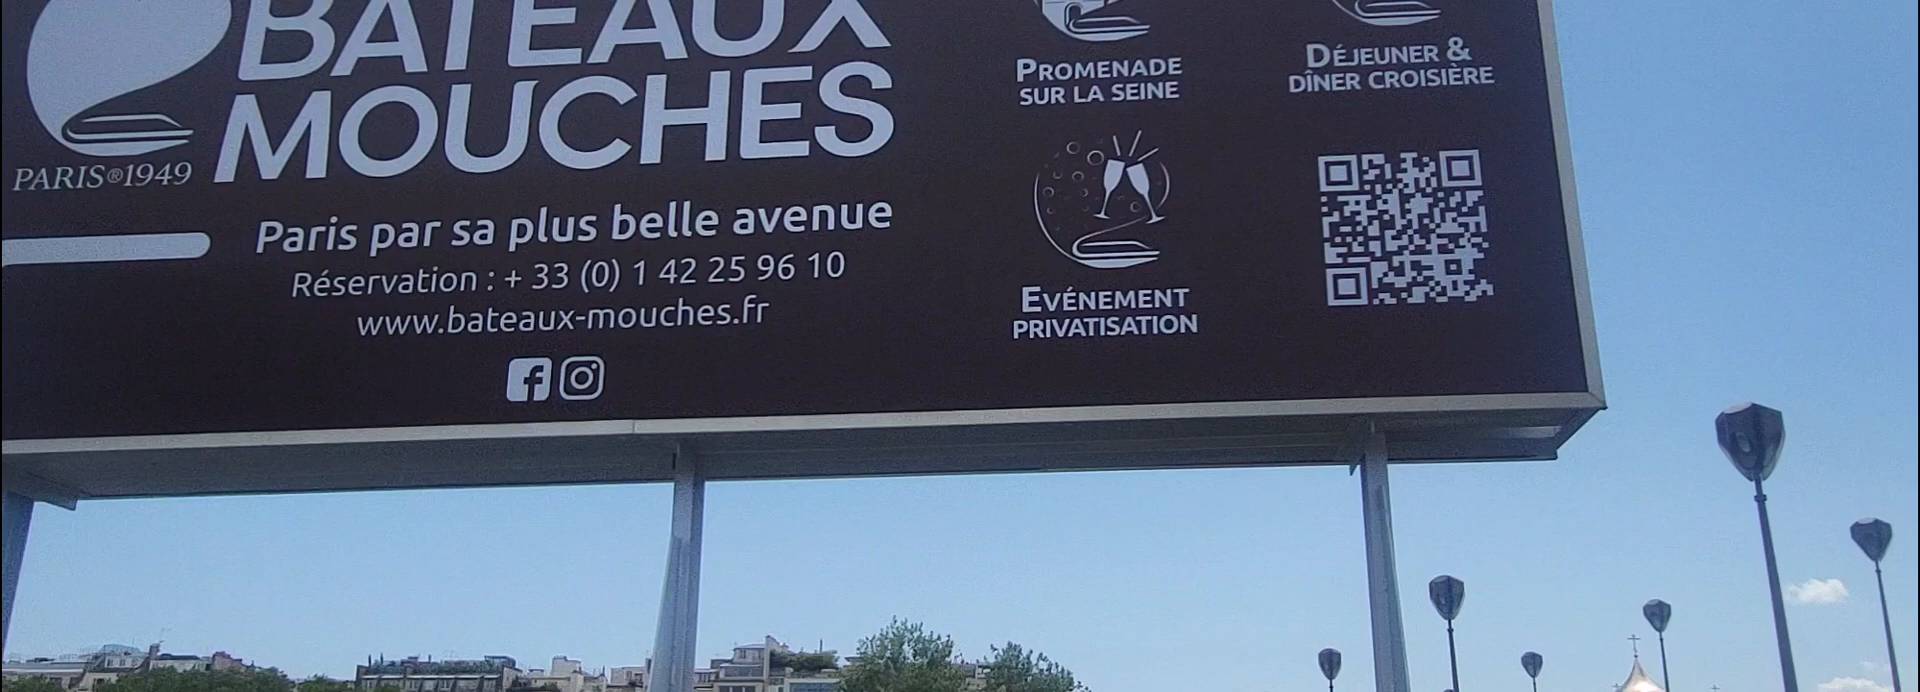 BATEAUX
MOUCHES
PARIS®1949
Paris par sa plus belle avenue
Réservation : + 33 (0) 1 42 25 96 10
www.bateaux-mouches.fr
PROMENADE
SUR LA SEINE
DÉJEUNER &
DÎNER CROISIÈRE
EVÉNEMENT
PRIVATISATION